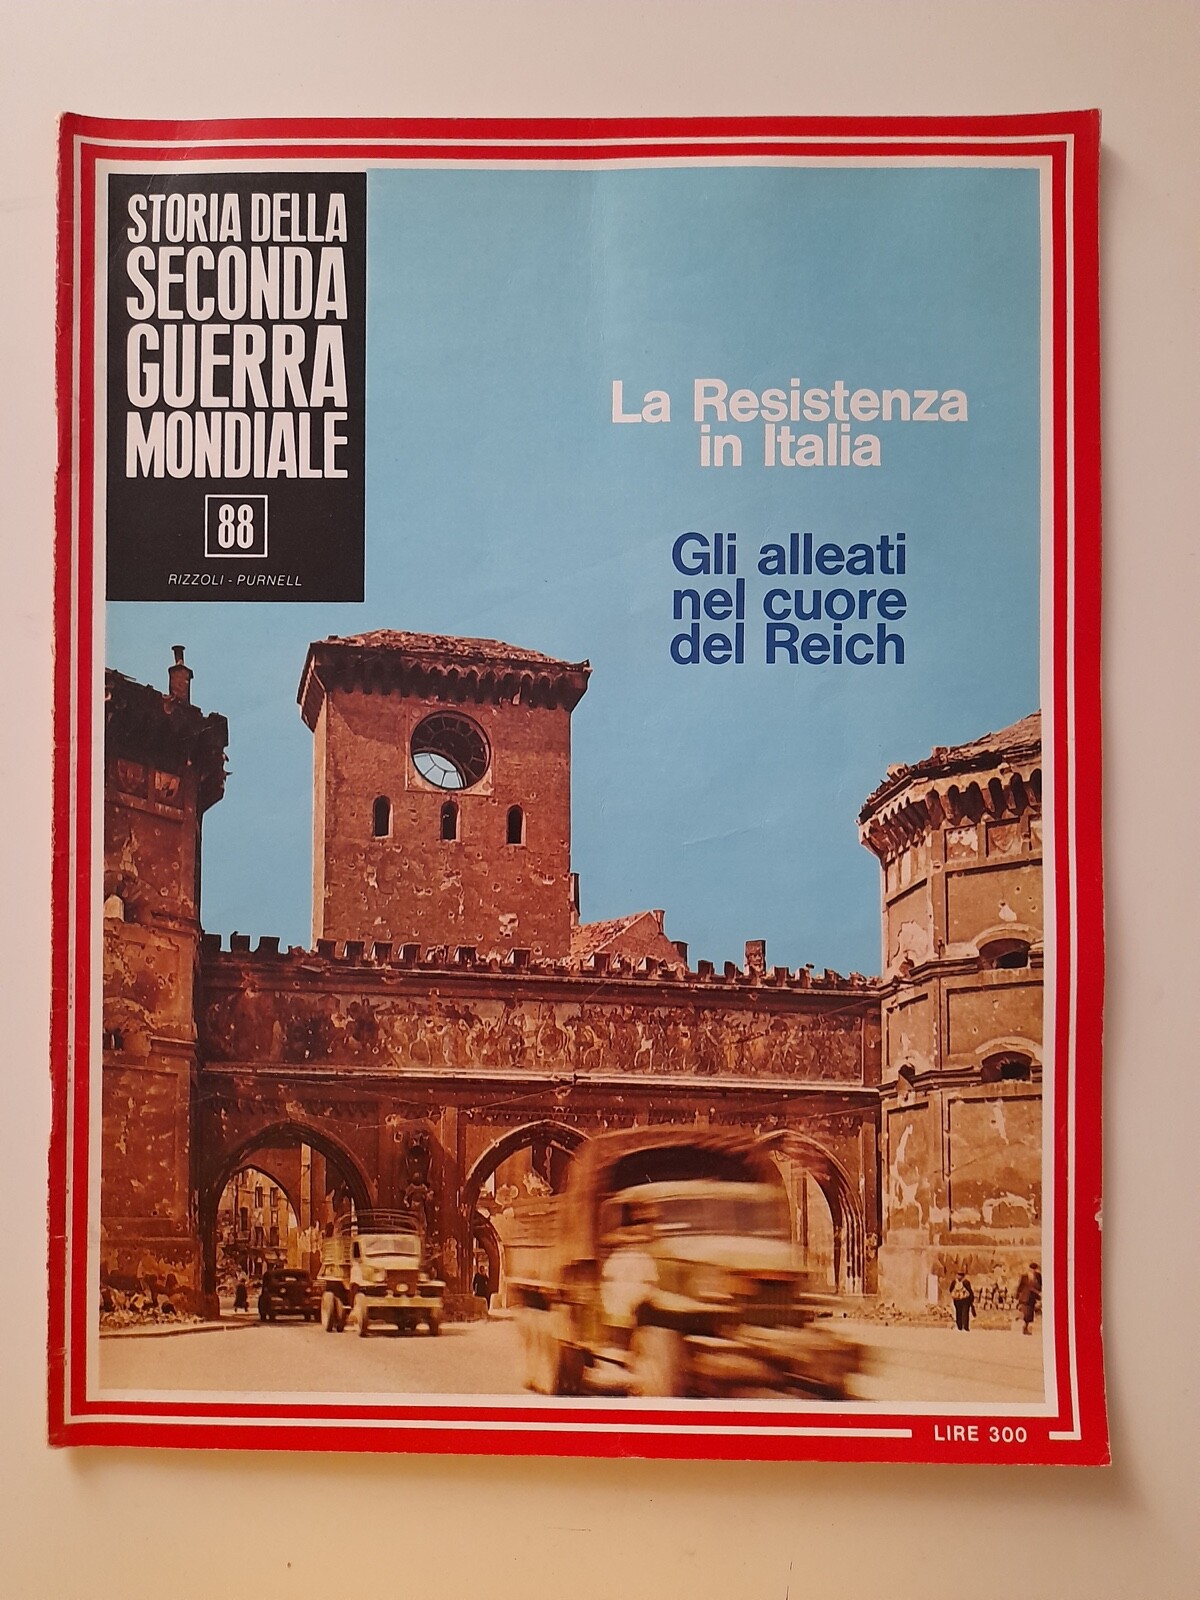 STORIA DELLA
SECONDA
GUERRA
MONDIALE
88
RIZZOLI - PURNELL
La Resistenza
in Italia
Gli alleati
nel cuore
del Reich
LIRE 300